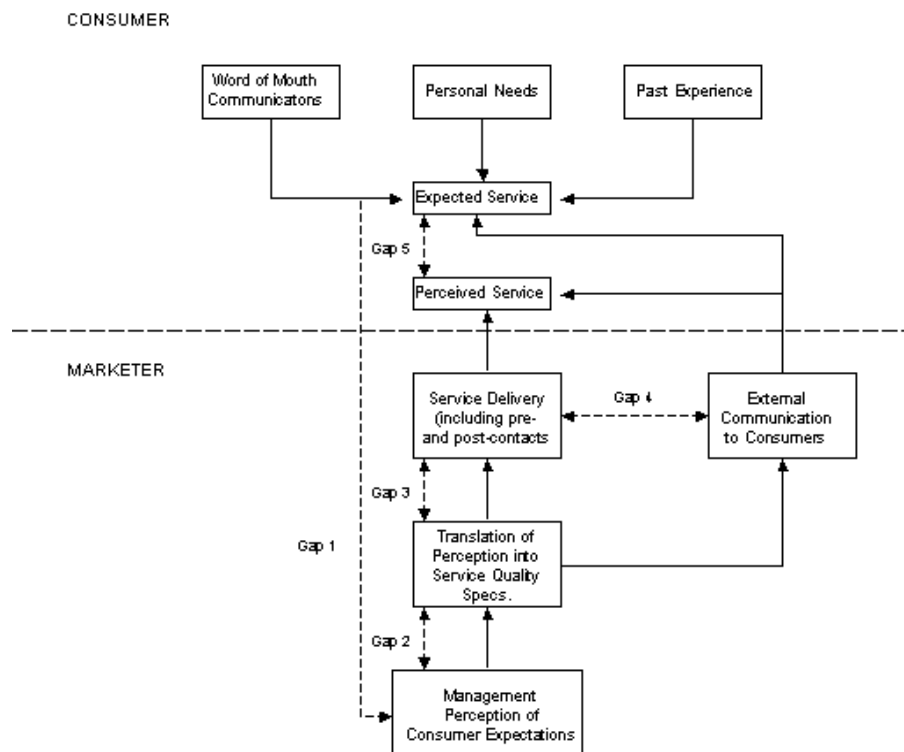 CONSUMER
Word of Mouth
Communicatons
Personal Needs
Past Experience
Expected Service
Gap 5
Perceived Service
MARKETER
Service Delivery
(including pre-
and post-contacts
Gap 4
External
Communication
to Consumers
Gap 3
Translation of
Perception into
Service Quality
Specs.
Gap 1
Gap 2
Management
Perception of
Consumer Expectations